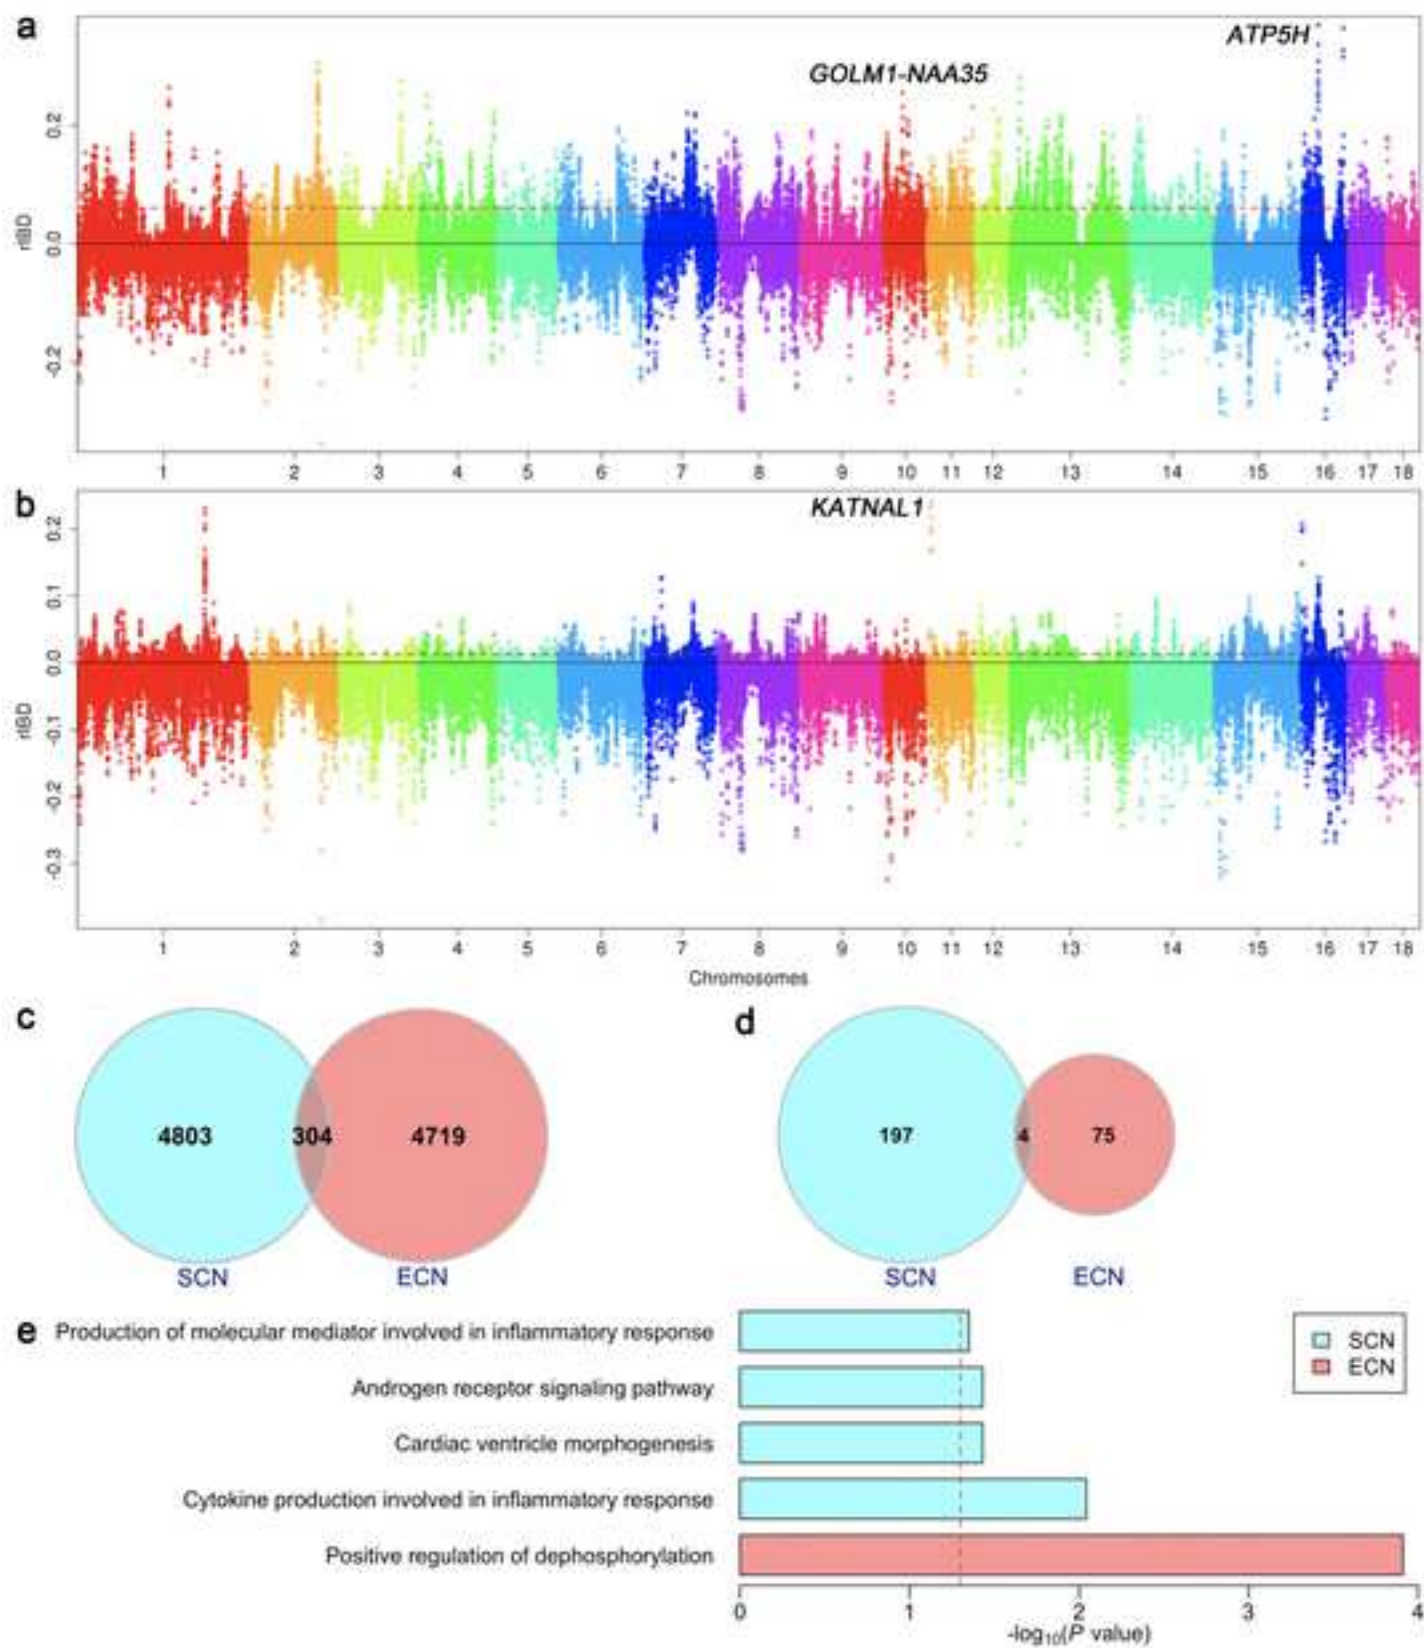 a
ATP5H
GOLM1-NAA35
0.2
0.0
-0.2
rIBD
1 2 3 4 5 6 7 8 9 10 11 12 13 14 15 16 17 18
b
KATNAL1
0.2
0.1
0.0
-0.1
-0.2
-0.3
rIBD
1 2 3 4 5 6 7 8 9 10 11 12 13 14 15 16 17 18
Chromosomes
c
4803 304 4719
SCN ECN
d
197 4 75
SCN ECN
e
Production of molecular mediator involved in inflammatory response
Androgen receptor signaling pathway
Cardiac ventricle morphogenesis
Cytokine production involved in inflammatory response
Positive regulation of dephosphorylation
SCN
ECN
0 1 2 3 4
-log₁₀(P value)